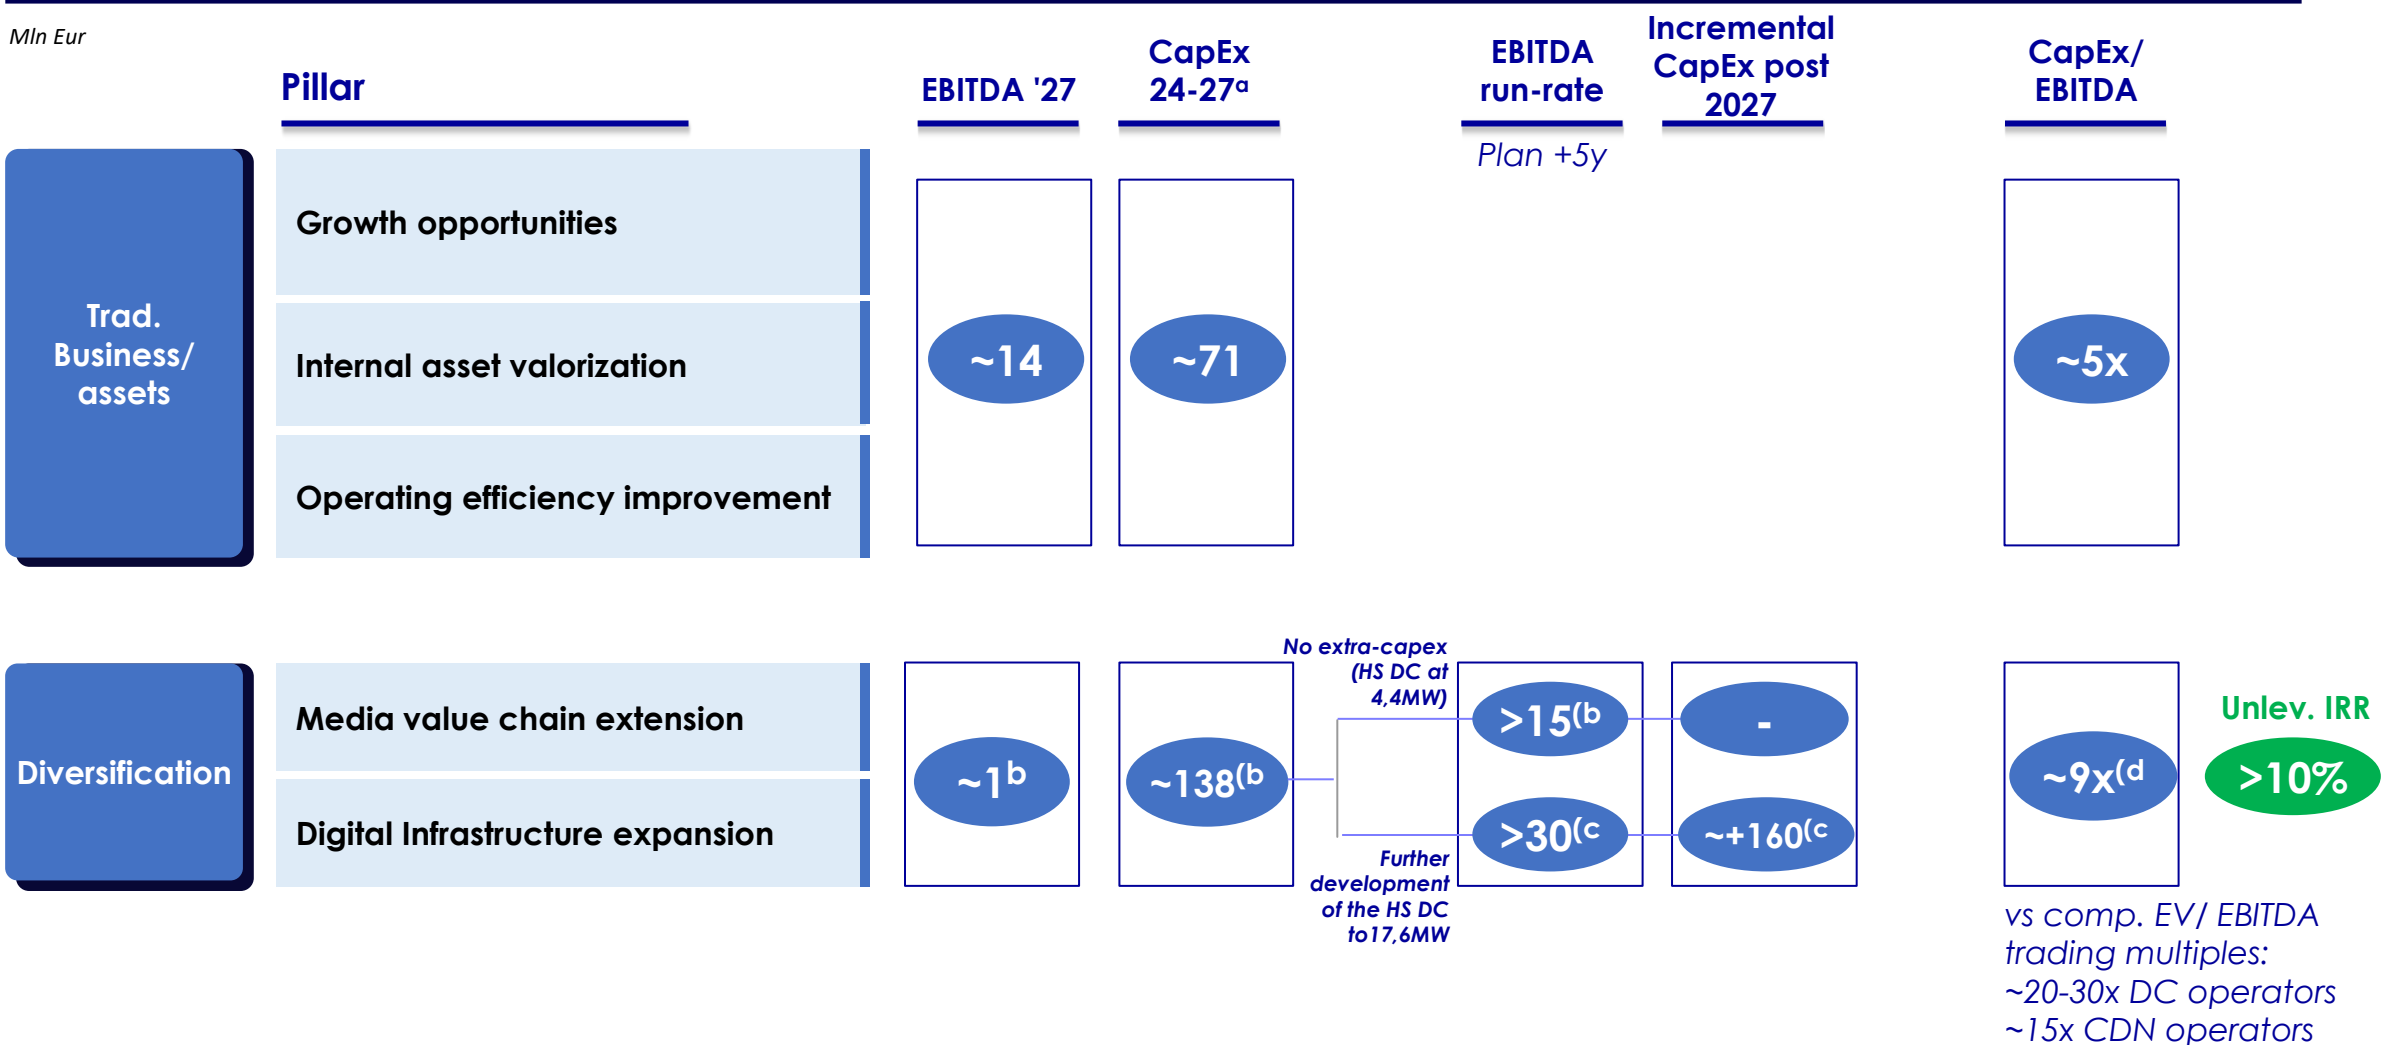 Mln Eur
Pillar
EBITDA '27
CapEx
24-27a
EBITDA
run-rate
Incremental
CapEx post
2027
CapEx/
EBITDA
Plan +5y
Trad.
Business/
assets
Growth opportunities
Internal asset valorization
Operating efficiency improvement
~14
~71
~5x
Diversification
Media value chain extension
Digital Infrastructure expansion
~1b
~138(b
No extra-capex
(HS DC at
4,4MW)
>15(b
-
Further
development
of the HS DC
to17,6MW
>30(c
~+160(c
~9x(d
Unlev. IRR
>10%
vs comp. EV/ EBITDA
trading multiples:
~20-30x DC operators
~15x CDN operators